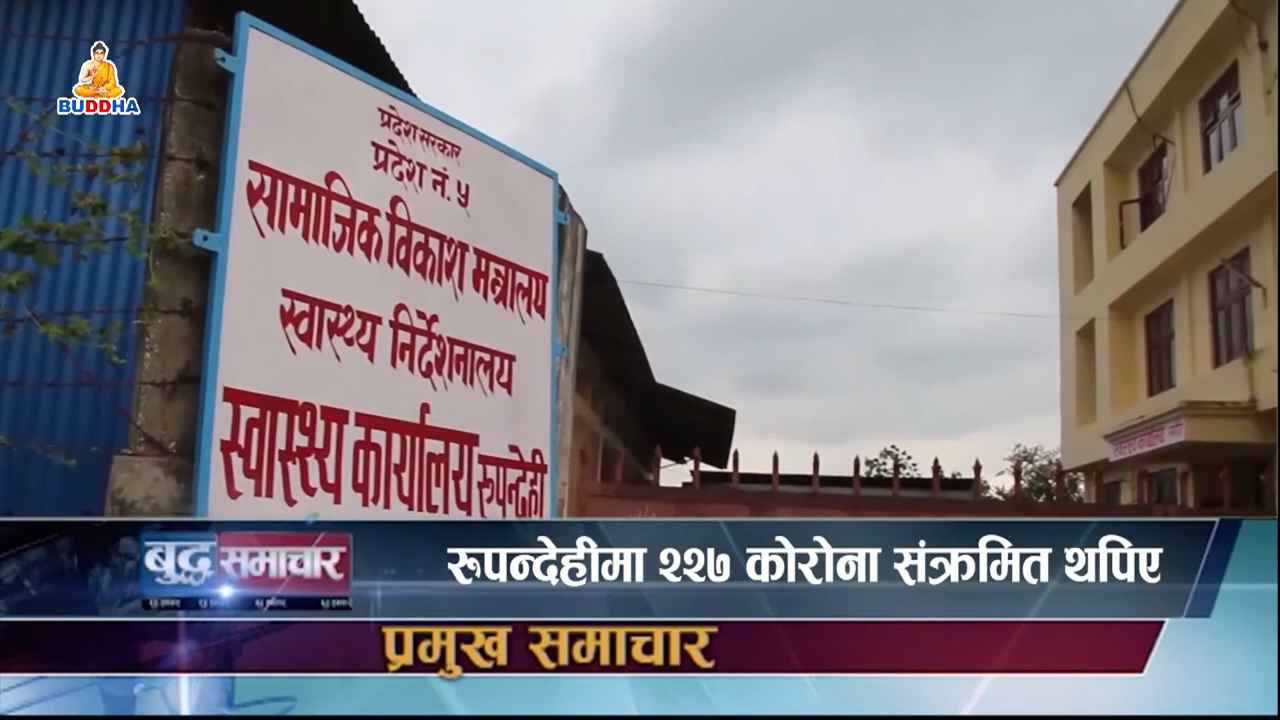 BUDDHA
प्रदेश सरकार
प्रदेश नं. ५
सामाजिक विकाश मन्त्रालय
स्वास्थ्य निर्देशनालय
स्वास्थ्य कार्यालय रुपन्देही
बुद्ध समाचार
रुपन्देहीमा २२७ कोरोना संक्रमित थपिए
प्रमुख समाचार